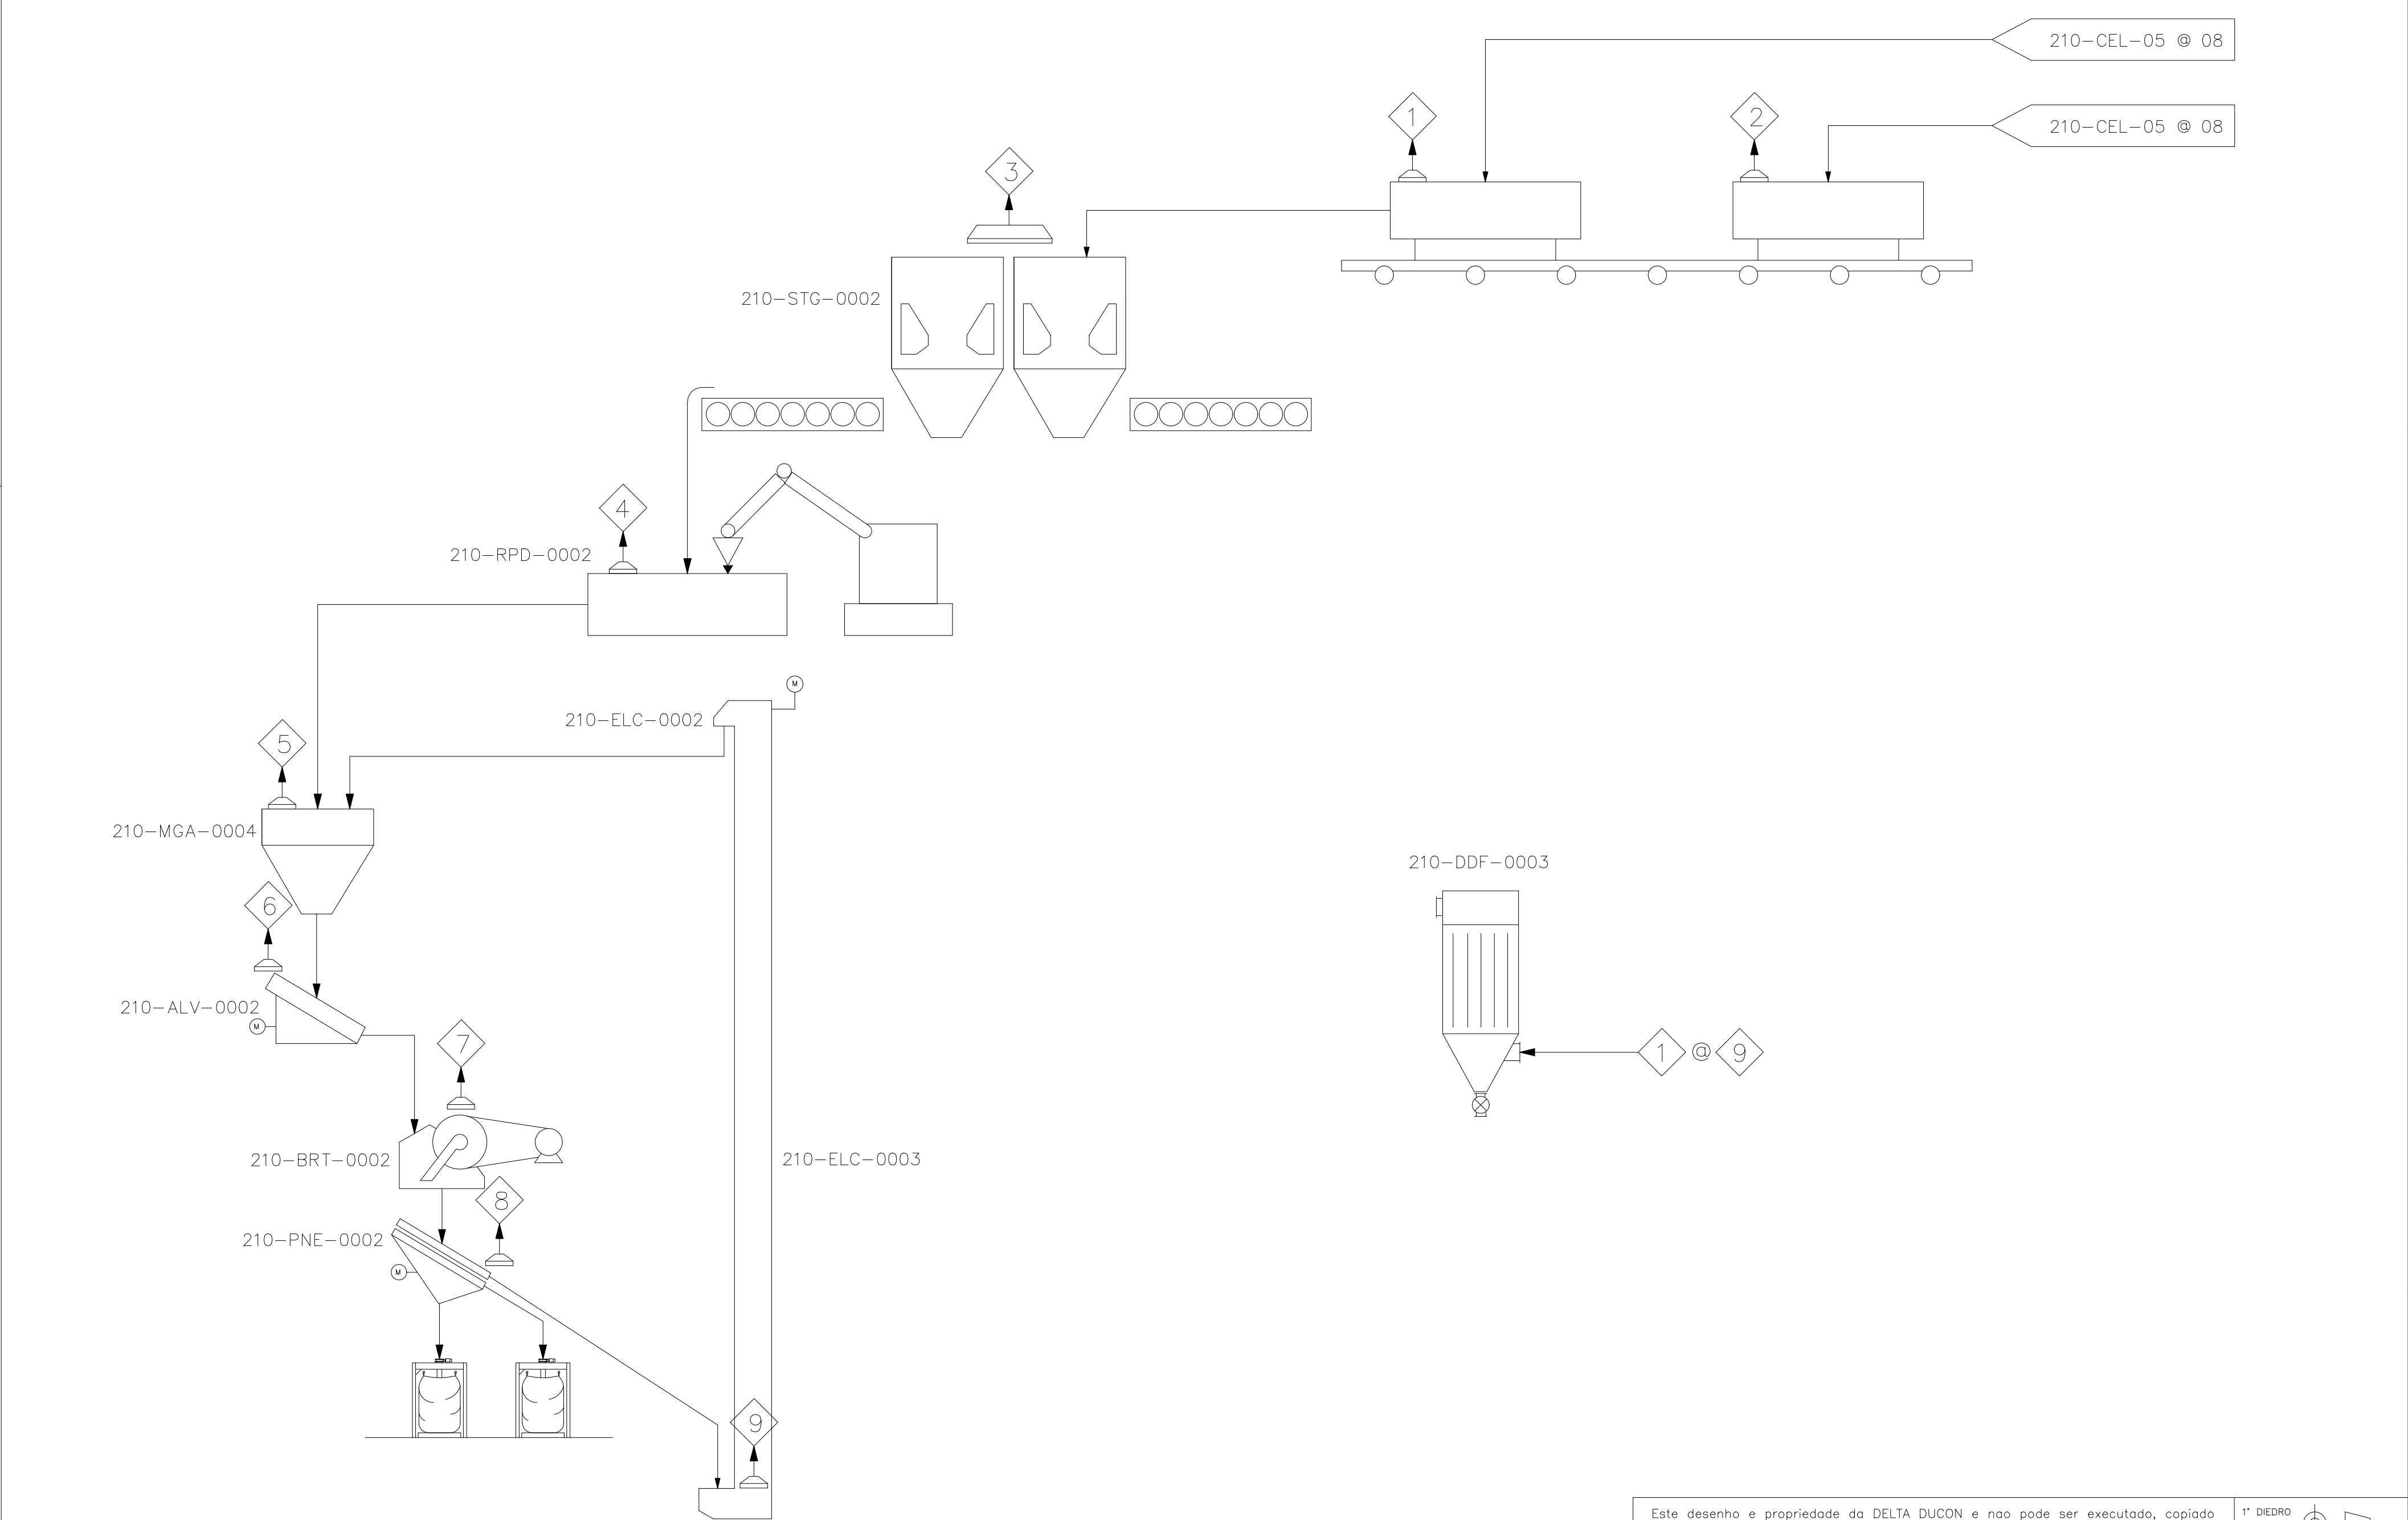 210-CEL-05 @ 08
1
2
210-CEL-05 @ 08
3
210-STG-0002
4
210-RPD-0002
M
210-ELC-0002
5
210-MGA-0004
210-DDF-0003
6
210-ALV-0002
M
7
1 @ 9
210-BRT-0002
210-ELC-0003
8
210-PNE-0002
M
9
Este desenho e propriedade da DELTA DUCON e nao pode ser executado, copiado
1° DIEDRO